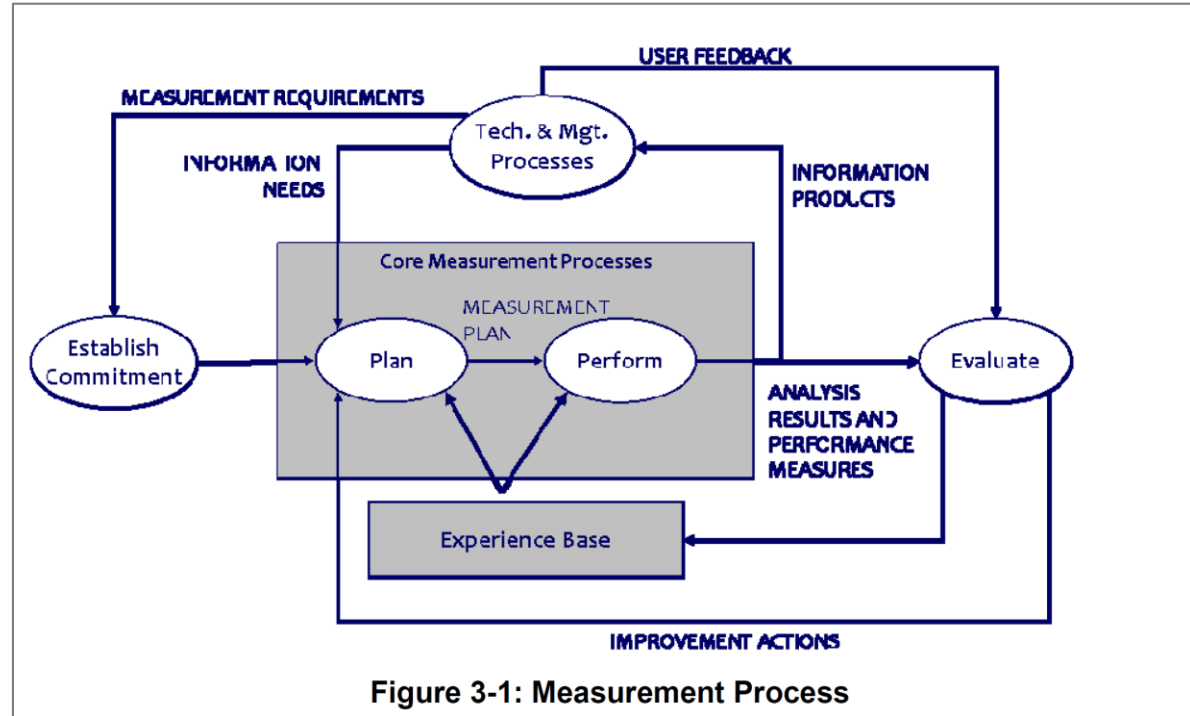 USER FEEDBACK
MEASUREMENT REQUIREMENTS
Tech. & Mgt.
Processes
INFORMATION
NEEDS
INFORMATION
PRODUCTS
Core Measurement Processes
MEASUREMENT
PLAN
Establish
Commitment
Plan
Perform
Evaluate
ANALYSIS
RESULTS AND
PERFORMANCE
MEASURES
Experience Base
IMPROVEMENT ACTIONS
Figure 3-1: Measurement Process